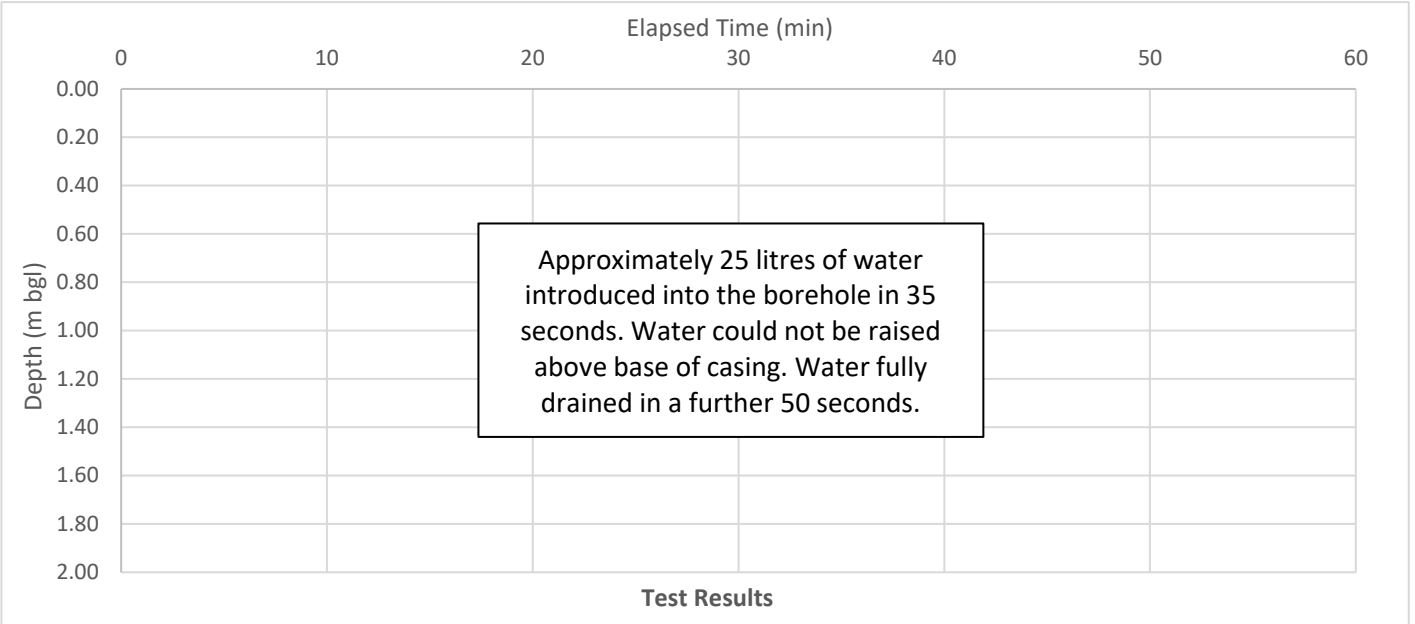 Elapsed Time (min)
0 10 20 30 40 50 60
0.00
0.20
0.40
0.60
0.80
1.00
1.20
1.40
1.60
1.80
2.00
Depth (m bgl)
Approximately 25 litres of water
introduced into the borehole in 35
seconds. Water could not be raised
above base of casing. Water fully
drained in a further 50 seconds.
Test Results